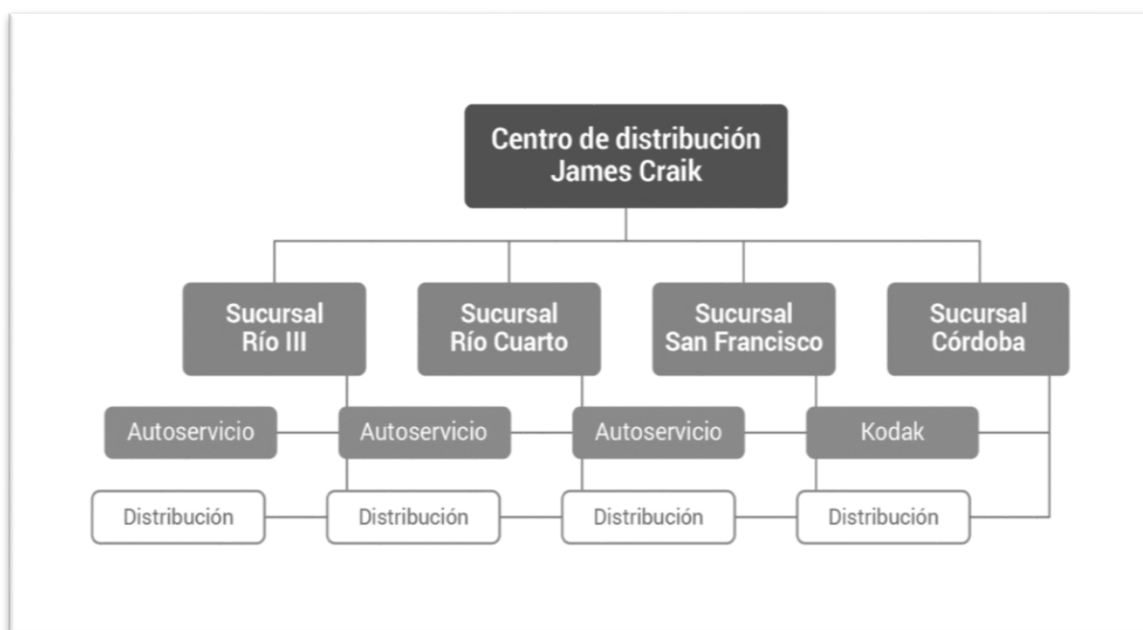 Centro de distribución
James Craik
Sucursal
Río III
Sucursal
Río Cuarto
Sucursal
San Francisco
Sucursal
Córdoba
Autoservicio
Autoservicio
Autoservicio
Kodak
Distribución
Distribución
Distribución
Distribución